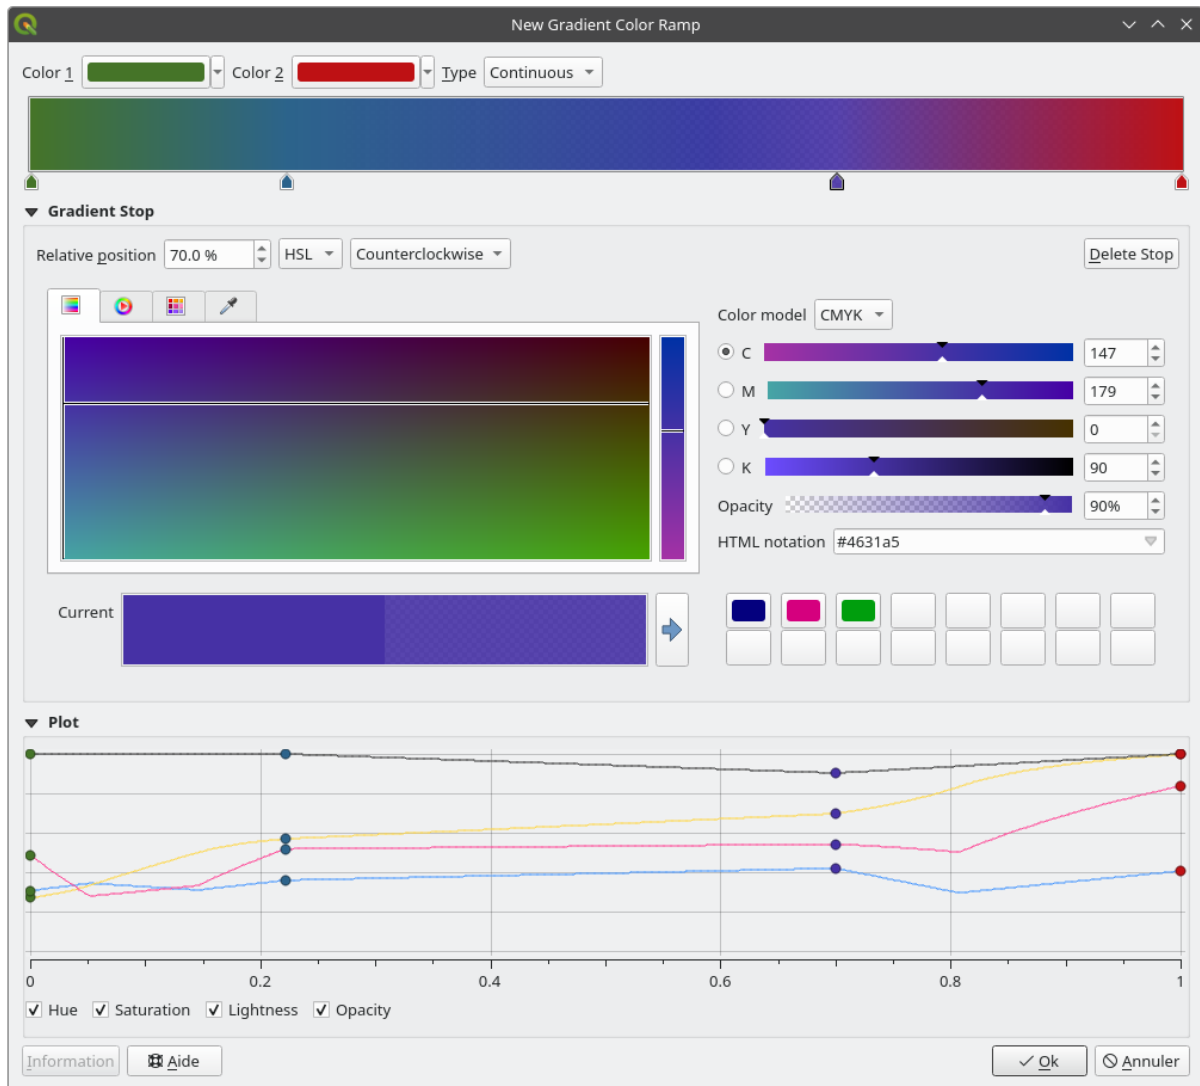 New Gradient Color Ramp
Color 1 Color 2 Type Continuous
Gradient Stop
Relative position 70.0 % HSL Counterclockwise Delete Stop
Color model CMYK
C 147
M 179
Y 0
K 90
Opacity 90%
HTML notation #4631a5
Current
Plot
0 0.2 0.4 0.6 0.8 1
Hue Saturation Lightness Opacity
Information Aide Ok Annuler